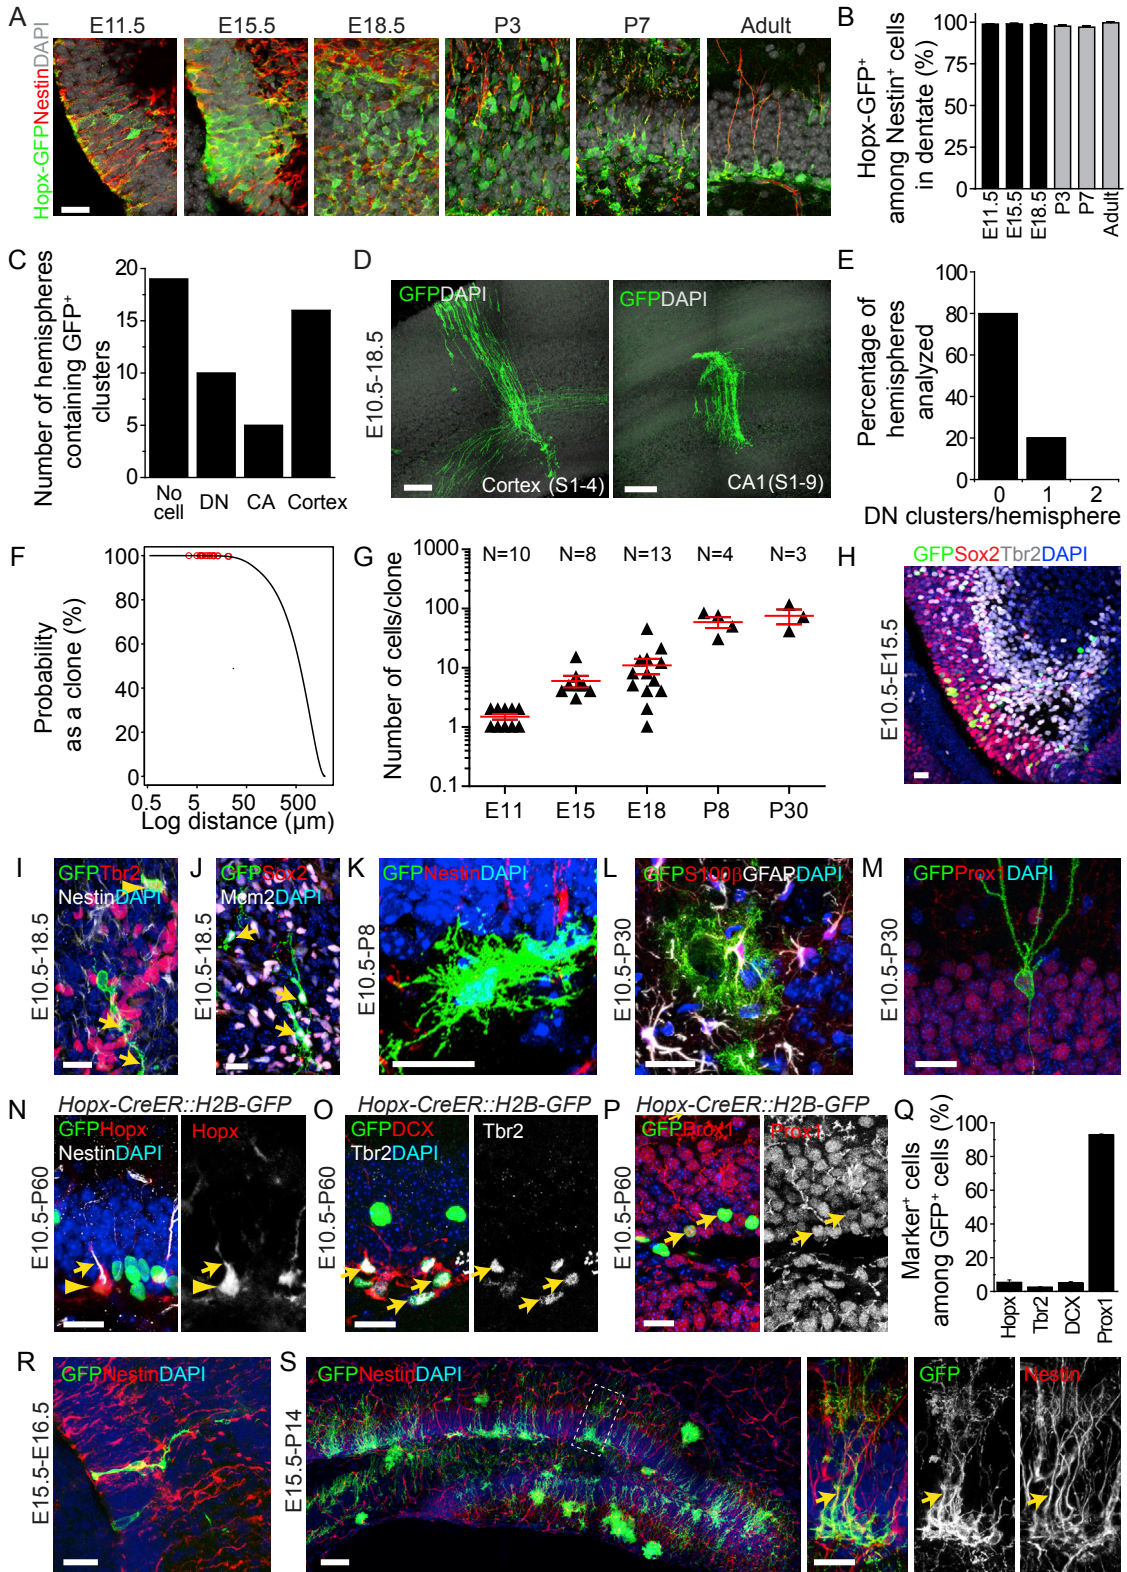 A
E11.5
E15.5
E18.5
P3
P7
Adult
Hopx-GFPNestinDAPI
B
Hopx-GFP+
among Nestin+ cells
in dentate (%)
100
75
50
25
0
E11.5
E15.5
E18.5
P3
P7
Adult
C
Number of hemispheres
containing GFP+
clusters
20
15
10
5
0
No cell
DN
CA
Cortex
D
E10.5-18.5
GFPDAPI
Cortex (S1-4)
GFPDAPI
CA1(S1-9)
E
Percentage of
hemispheres
analyzed
100
80
60
40
20
0
0
1
2
DN clusters/hemisphere
F
Probability
as a clone (%)
100
80
60
40
20
0
0.5
5
50
500
Log distance (µm)
G
Number of cells/clone
1000
100
10
1
0.1
N=10
N=8
N=13
N=4
N=3
E11
E15
E18
P8
P30
H
GFPSox2Tbr2DAPI
E10.5-E15.5
I
E10.5-18.5
GFPTbr2
NestinDAPI
J
E10.5-18.5
GFPSox2
Mcm2DAPI
K
E10.5-P8
GFPNestinDAPI
L
E10.5-P30
GFPS100βGFAPDAPI
M
E10.5-P30
GFPProx1DAPI
N
Hopx-CreER::H2B-GFP
E10.5-P60
GFPHopx
NestinDAPI
Hopx
O
Hopx-CreER::H2B-GFP
E10.5-P60
GFPDCX
Tbr2DAPI
Tbr2
P
Hopx-CreER::H2B-GFP
E10.5-P60
GFPProx1
Prox1
Q
Marker+ cells
among GFP+ cells (%)
100
80
60
40
20
0
Hopx
Tbr2
DCX
Prox1
R
E15.5-E16.5
GFPNestinDAPI
S
E15.5-P14
GFPNestinDAPI
GFP
Nestin